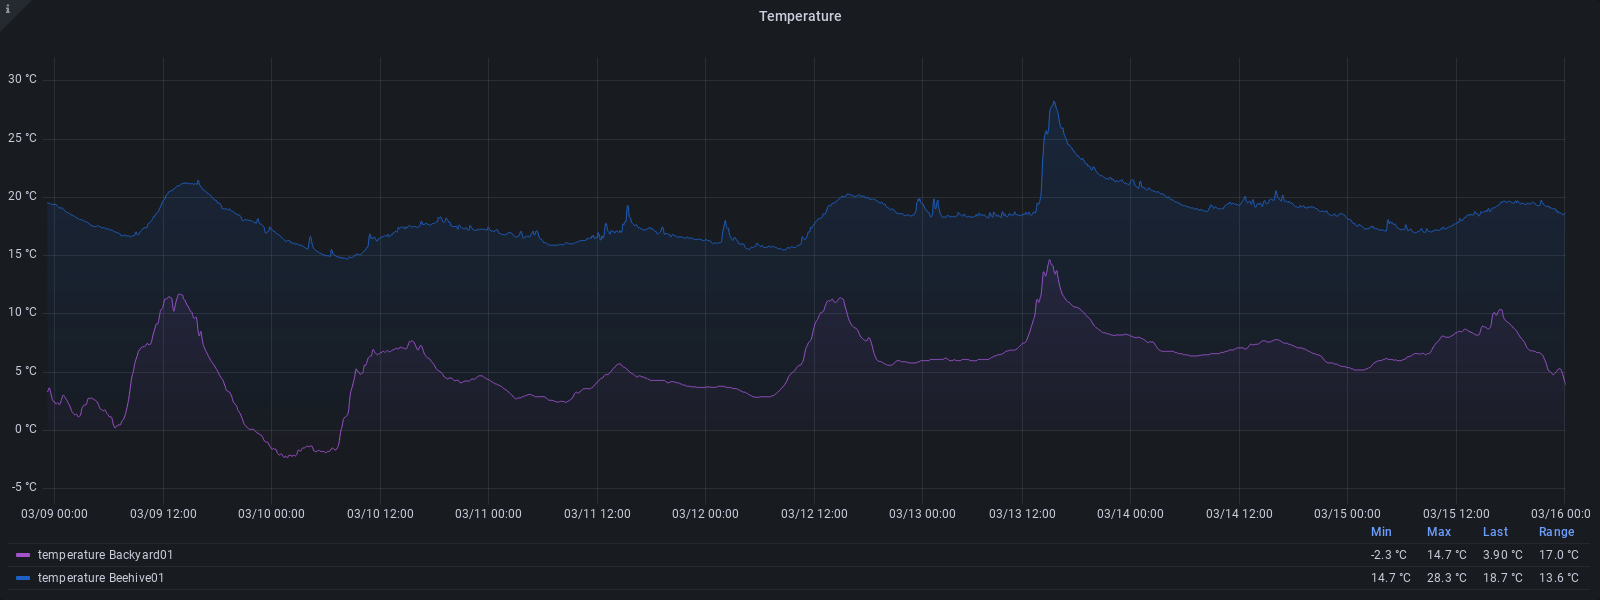 i
Temperature
30 °C
25 °C
20 °C
15 °C
10 °C
5 °C
0 °C
-5 °C
03/09 00:00 03/09 12:00 03/10 00:00 03/10 12:00 03/11 00:00 03/11 12:00 03/12 00:00 03/12 12:00 03/13 00:00 03/13 12:00 03/14 00:00 03/14 12:00 03/15 00:00 03/15 12:00 03/16 00:0
Min Max Last Range
temperature Backyard01 -2.3 °C 14.7 °C 3.90 °C 17.0 °C
temperature Beehive01 14.7 °C 28.3 °C 18.7 °C 13.6 °C